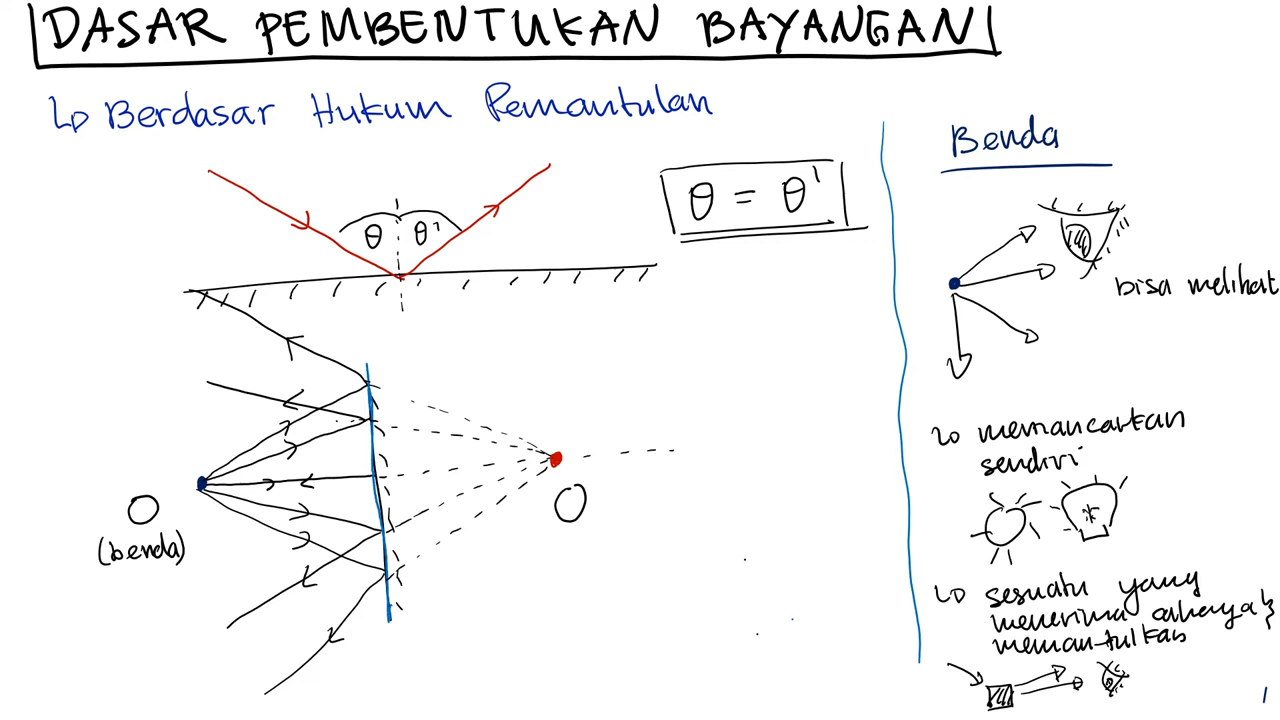 DASAR PEMBENTUKAN BAYANGAN
Berdasar Hukum Pemantulan
θ θ'
θ = θ'
O
(benda)
O
Benda
bisa melihat
memancarkan
sendiri
sesuatu yang
menerima cahaya &
memantulkan
1